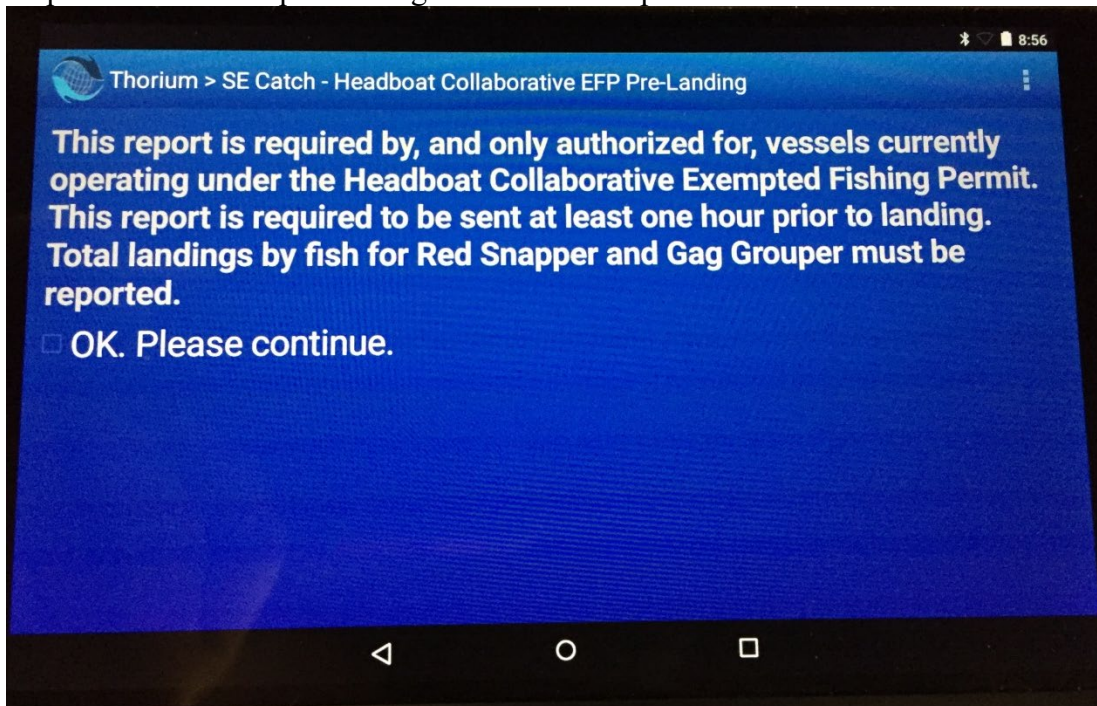 8:56
Thorium > SE Catch - Headboat Collaborative EFP Pre-Landing
This report is required by, and only authorized for, vessels currently
operating under the Headboat Collaborative Exempted Fishing Permit.
This report is required to be sent at least one hour prior to landing.
Total landings by fish for Red Snapper and Gag Grouper must be
reported.
OK. Please continue.